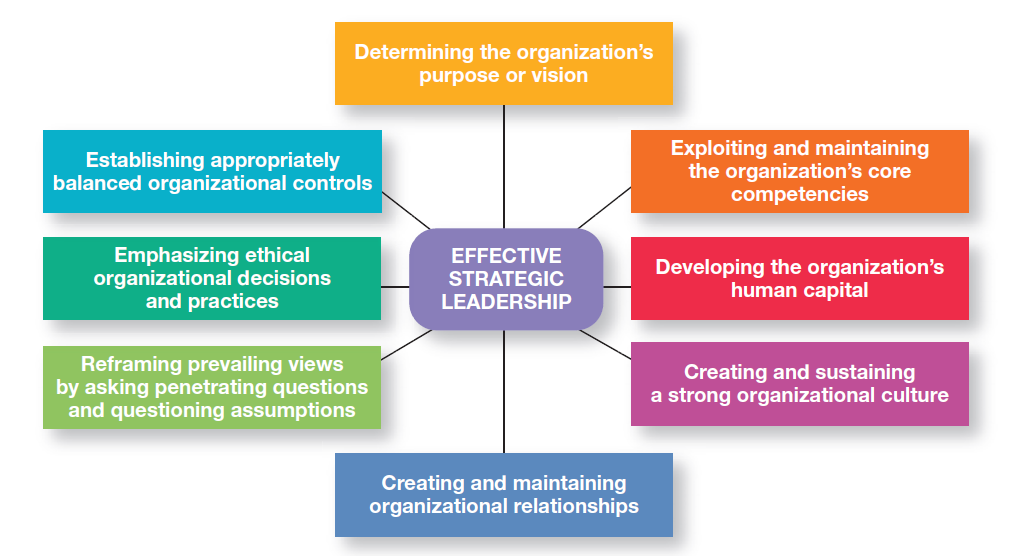 Determining the organization's
purpose or vision
Establishing appropriately
balanced organizational controls
Exploiting and maintaining
the organization's core
competencies
Emphasizing ethical
organizational decisions
and practices
EFFECTIVE
STRATEGIC
LEADERSHIP
Developing the organization's
human capital
Reframing prevailing views
by asking penetrating questions
and questioning assumptions
Creating and sustaining
a strong organizational culture
Creating and maintaining
organizational relationships